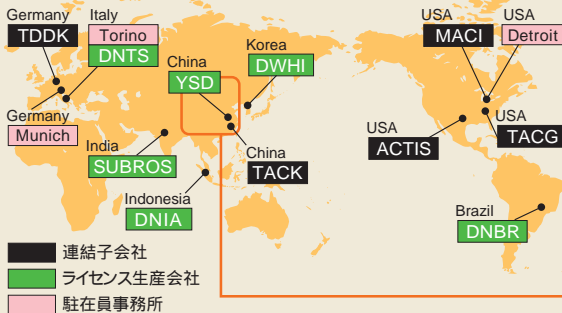 Germany
TDDK
Italy
Torino
DNTS
Germany
Munich
China
YSD
Korea
DWHI
India
SUBROS
China
TACK
Indonesia
DNIA
USA
MACI
USA
Detroit
USA
ACTIS
USA
TACG
Brazil
DNBR
連結子会社
ライセンス生産会社
駐在員事務所